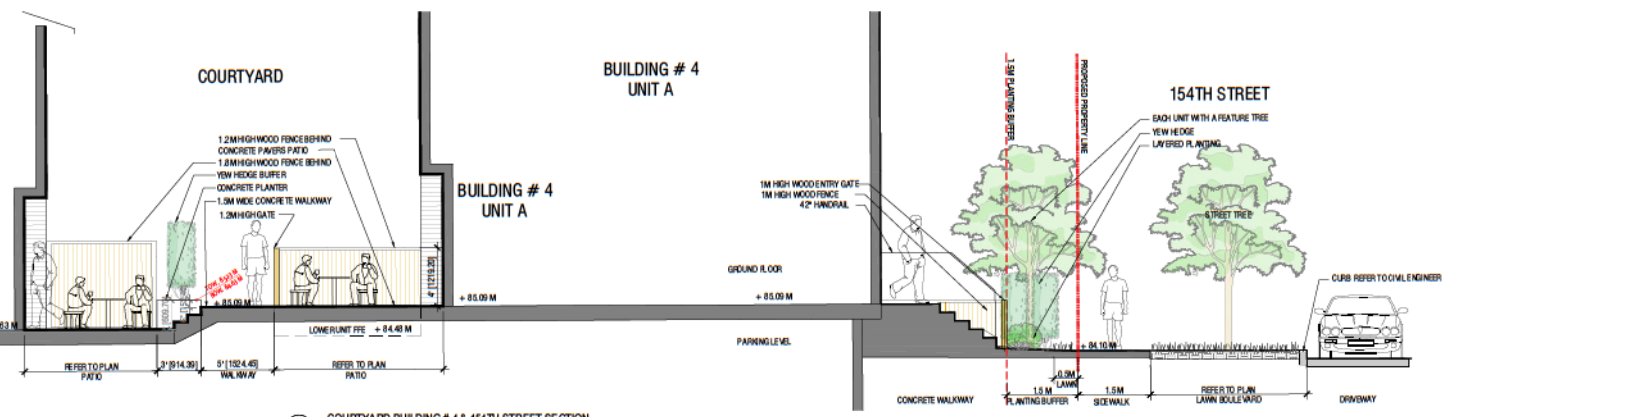 COURTYARD
BUILDING # 4
UNIT A
1.2M HIGH WOOD FENCE BEHIND
CONCRETE PAVERS PATIO
1.8M HIGH WOOD FENCE BEHIND
YEW HEDGE BUFFER
CONCRETE PLANTER
1.5M WIDE CONCRETE WALKWAY
1.2M HIGH GATE
BUILDING # 4
UNIT A
1M HIGH WOOD ENTRY GATE
1M HIGH WOOD FENCE
42" HANDRAIL
1.5M PLANTING BUFFER
PROPOSED PROPERTY LINE
154TH STREET
EACH UNIT WITH A FEATURE TREE
YEW HEDGE
LAYERED PLANTING
STREET TREE
CURB REFER TO CIVIL ENGINEER
GROUND FLOOR
4' [1219.20]
+ 85.09 M
+ 85.09 M
+ 85.09 M
63 M
LOWER UNIT FFE + 84.48 M
PARKING LEVEL
+ 84.10 M
REFER TO PLAN
PATIO
3' [914.39]
5' [1524.45]
WALKWAY
REFER TO PLAN
PATIO
CONCRETE WALKWAY
0.5M
LAWN
1.5 M
PLANTING BUFFER
1.5M
SIDEWALK
REFER TO PLAN
LAWN BOULEVARD
DRIVEWAY
COURTYARD BUILDING # 4 & 154TH STREET SECTION